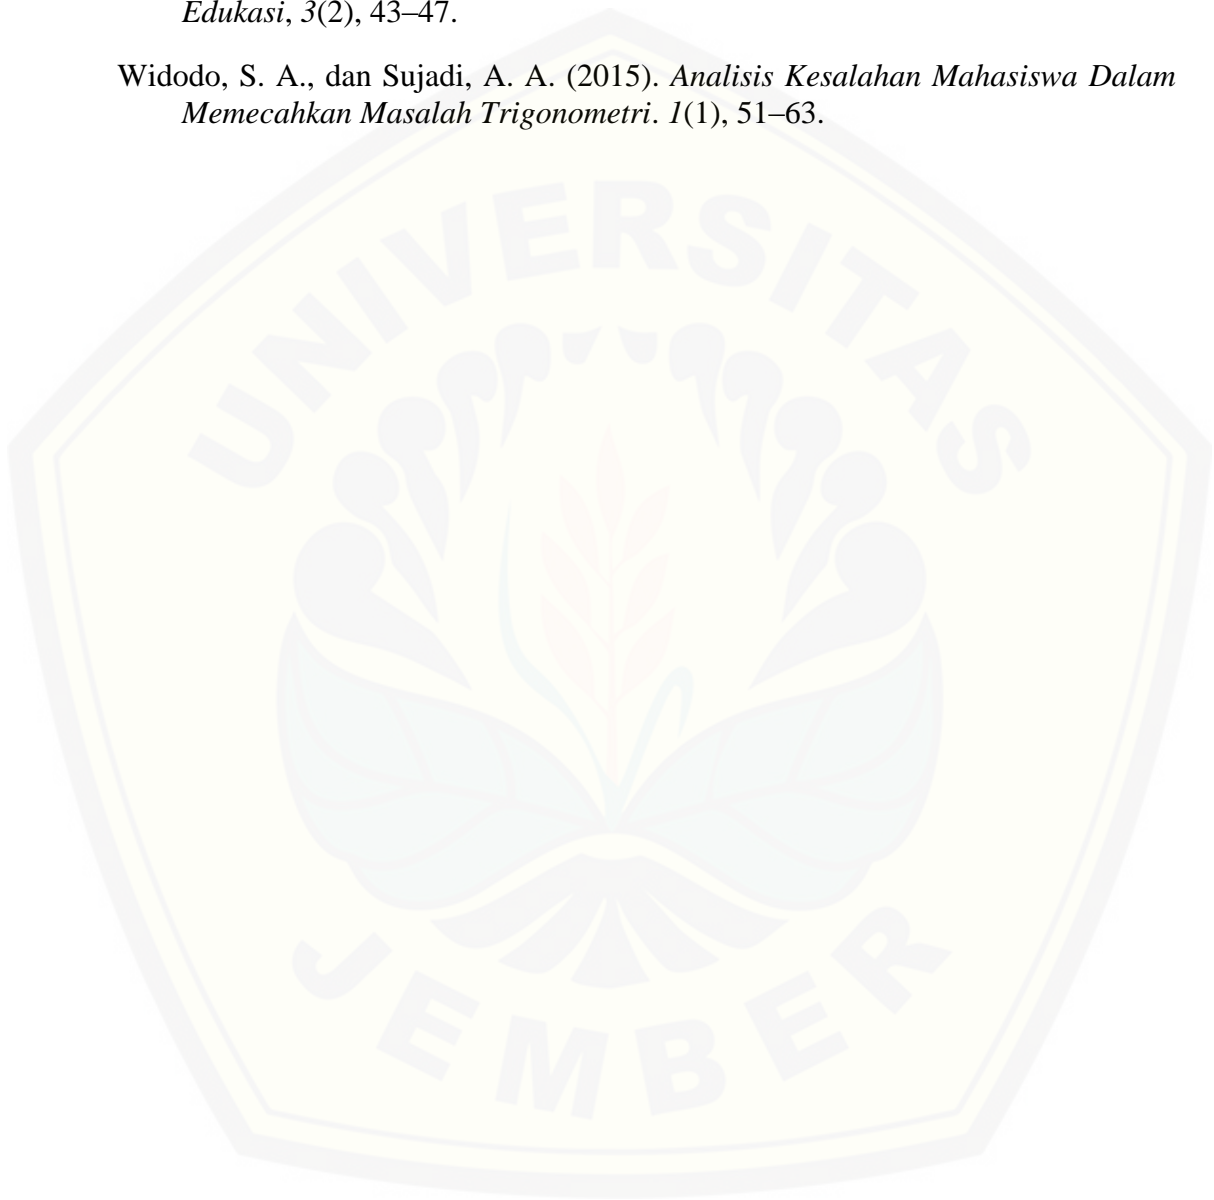 Edukasi, 3(2), 43–47.
Widodo, S. A., dan Sujadi, A. A. (2015). Analisis Kesalahan Mahasiswa Dalam
Memecahkan Masalah Trigonometri. 1(1), 51–63.
UNIVERSITAS
JEMBER